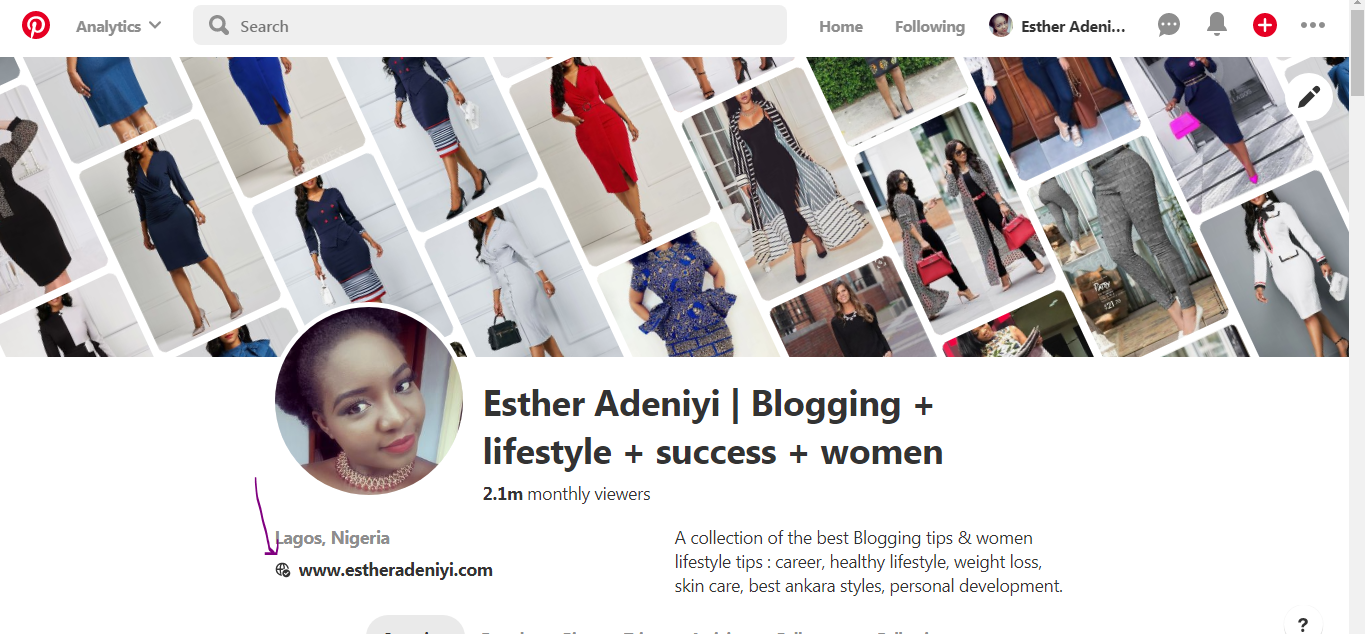 Analytics
Search
Home
Following
Esther Adeni...
Esther Adeniyi | Blogging +
lifestyle + success + women
2.1m monthly viewers
Lagos, Nigeria
www.estheradeniyi.com
A collection of the best Blogging tips & women
lifestyle tips : career, healthy lifestyle, weight loss,
skin care, best ankara styles, personal development.
?